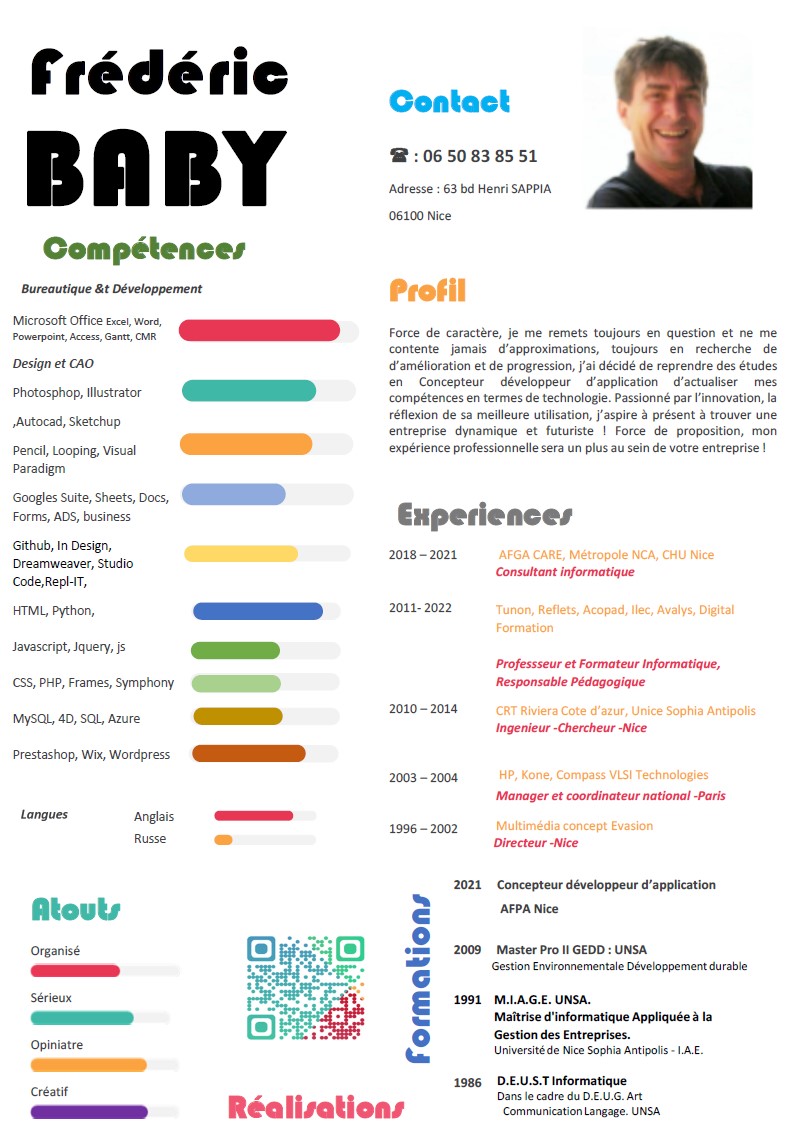 Frédéric
BABY
Compétences
Bureautique &t Développement
Microsoft Office Excel, Word,
Powerpoint, Access, Gantt, CMR
Design et CAO
Photosphop, Illustrator
,Autocad, Sketchup
Pencil, Looping, Visual
Paradigm
Googles Suite, Sheets, Docs,
Forms, ADS, business
Github, In Design,
Dreamweaver, Studio
Code,Repl-IT,
HTML, Python,
Javascript, Jquery, js
CSS, PHP, Frames, Symphony
MySQL, 4D, SQL, Azure
Prestashop, Wix, Wordpress
Langues
Anglais
Russe
Atouts
Organisé
Sérieux
Opiniatre
Créatif
Contact
☎ : 06 50 83 85 51
Adresse : 63 bd Henri SAPPIA
06100 Nice
Profil
Force de caractère, je me remets toujours en question et ne me
contente jamais d’approximations, toujours en recherche de
d’amélioration et de progression, j’ai décidé de reprendre des études
en Concepteur développeur d’application d’actualiser mes
compétences en termes de technologie. Passionné par l’innovation, la
réflexion de sa meilleure utilisation, j’aspire à présent à trouver une
entreprise dynamique et futuriste ! Force de proposition, mon
expérience professionnelle sera un plus au sein de votre entreprise !
Experiences
2018 – 2021 AFGA CARE, Métropole NCA, CHU Nice
Consultant informatique
2011- 2022 Tunon, Reflets, Acopad, Ilec, Avalys, Digital
Formation
Professseur et Formateur Informatique,
Responsable Pédagogique
2010 – 2014 CRT Riviera Cote d’azur, Unice Sophia Antipolis
Ingenieur -Chercheur -Nice
2003 – 2004 HP, Kone, Compass VLSI Technologies
Manager et coordinateur national -Paris
1996 – 2002 Multimédia concept Evasion
Directeur -Nice
Formations
2021 Concepteur développeur d’application
AFPA Nice
2009 Master Pro II GEDD : UNSA
Gestion Environnementale Développement durable
1991 M.I.A.G.E. UNSA.
Maîtrise d'informatique Appliquée à la
Gestion des Entreprises.
Université de Nice Sophia Antipolis - I.A.E.
1986 D.E.U.S.T Informatique
Dans le cadre du D.E.U.G. Art
Communication Langage. UNSA
Réalisations